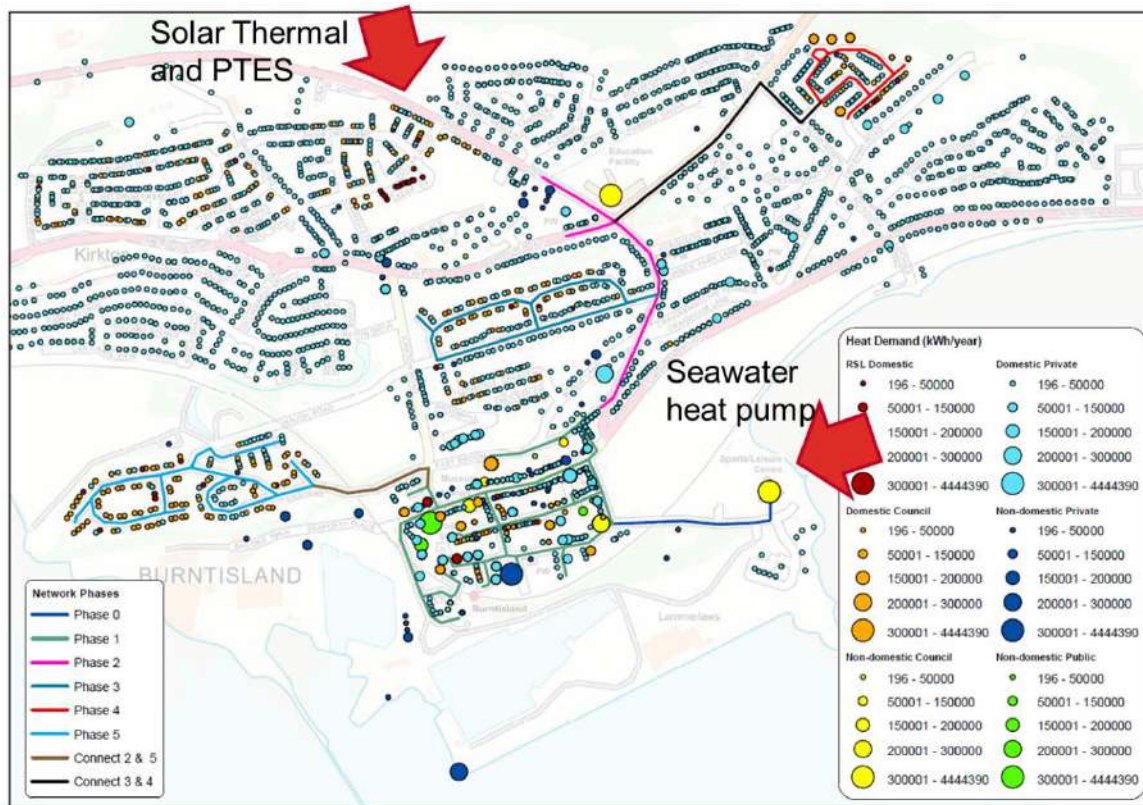 Solar Thermal
and PTES
Education
Facility
Kirkton
Seawater
heat pump
Sports/Leisure
Centre
BURNTISLAND
Burntisland
Lammerlaws
Network Phases
Phase 0
Phase 1
Phase 2
Phase 3
Phase 4
Phase 5
Connect 2 & 5
Connect 3 & 4
Heat Demand (kWh/year)
RSL Domestic
196 - 50000
50001 - 150000
150001 - 200000
200001 - 300000
300001 - 4444390
Domestic Private
196 - 50000
50001 - 150000
150001 - 200000
200001 - 300000
300001 - 4444390
Domestic Council
196 - 50000
50001 - 150000
150001 - 200000
200001 - 300000
300001 - 4444390
Non-domestic Private
196 - 50000
50001 - 150000
150001 - 200000
200001 - 300000
300001 - 4444390
Non-domestic Council
196 - 50000
50001 - 150000
150001 - 200000
200001 - 300000
300001 - 4444390
Non-domestic Public
196 - 50000
50001 - 150000
150001 - 200000
200001 - 300000
300001 - 4444390